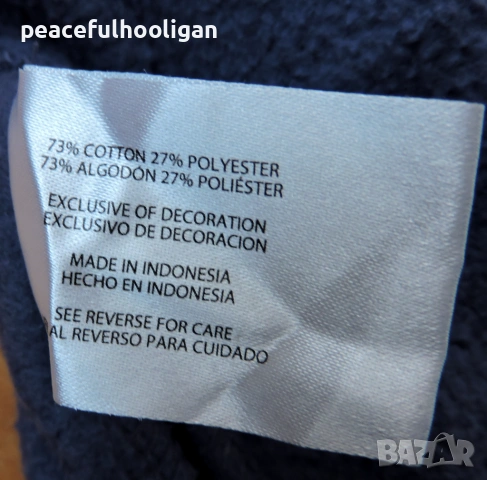 peacefulhooligan
73% COTTON 27% POLYESTER
73% ALGODÓN 27% POLIÉSTER
EXCLUSIVE OF DECORATION
EXCLUSIVO DE DECORACION
MADE IN INDONESIA
HECHO EN INDONESIA
SEE REVERSE FOR CARE
AL REVERSO PARA CUIDADO
BAZAR